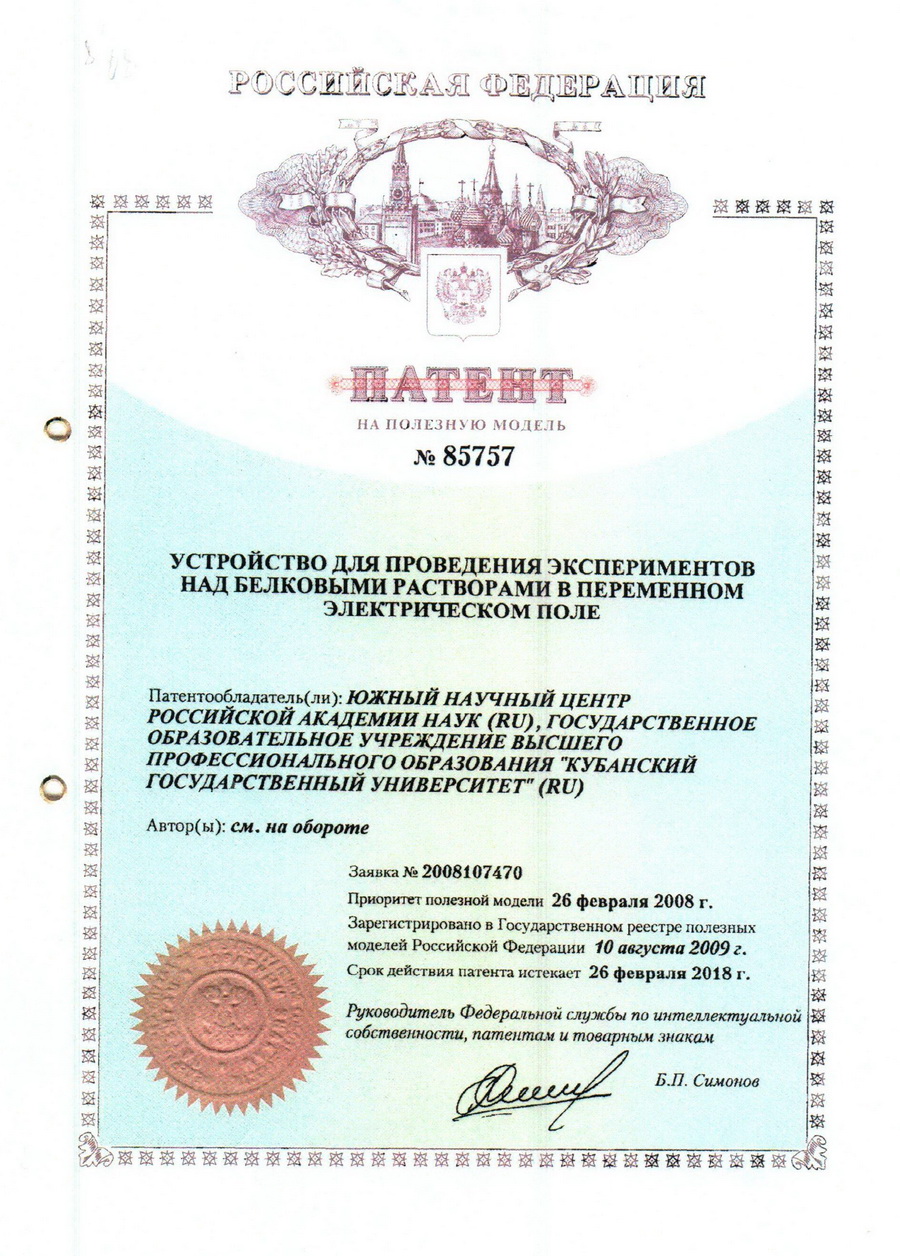 РОССИЙСКАЯ ФЕДЕРАЦИЯ
ПАТЕНТ
НА ПОЛЕЗНУЮ МОДЕЛЬ
№ 85757
УСТРОЙСТВО ДЛЯ ПРОВЕДЕНИЯ ЭКСПЕРИМЕНТОВ
НАД БЕЛКОВЫМИ РАСТВОРАМИ В ПЕРЕМЕННОМ
ЭЛЕКТРИЧЕСКОМ ПОЛЕ
Патентообладатель(ли): ЮЖНЫЙ НАУЧНЫЙ ЦЕНТР
РОССИЙСКОЙ АКАДЕМИИ НАУК (RU), ГОСУДАРСТВЕННОЕ
ОБРАЗОВАТЕЛЬНОЕ УЧРЕЖДЕНИЕ ВЫСШЕГО
ПРОФЕССИОНАЛЬНОГО ОБРАЗОВАНИЯ "КУБАНСКИЙ
ГОСУДАРСТВЕННЫЙ УНИВЕРСИТЕТ" (RU)
Автор(ы): см. на обороте
Заявка № 2008107470
Приоритет полезной модели 26 февраля 2008 г.
Зарегистрировано в Государственном реестре полезных
моделей Российской Федерации 10 августа 2009 г.
Срок действия патента истекает 26 февраля 2018 г.
Руководитель Федеральной службы по интеллектуальной
собственности, патентам и товарным знакам
Б.П. Симонов